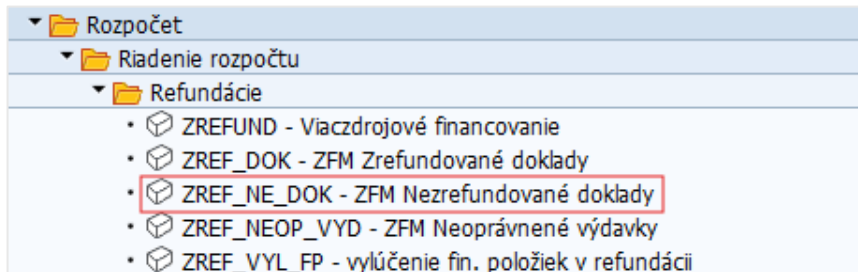 Rozpočet
Riadenie rozpočtu
Refundácie
ZREFUND - Viaczdrojové financovanie
ZREF_DOK - ZFM Zrefundované doklady
ZREF_NE_DOK - ZFM Nezrefundované doklady
ZREF_NEOP_VYD - ZFM Neoprávnené výdavky
ZREF_VYL_FP - vylúčenie fin. položiek v refundácii